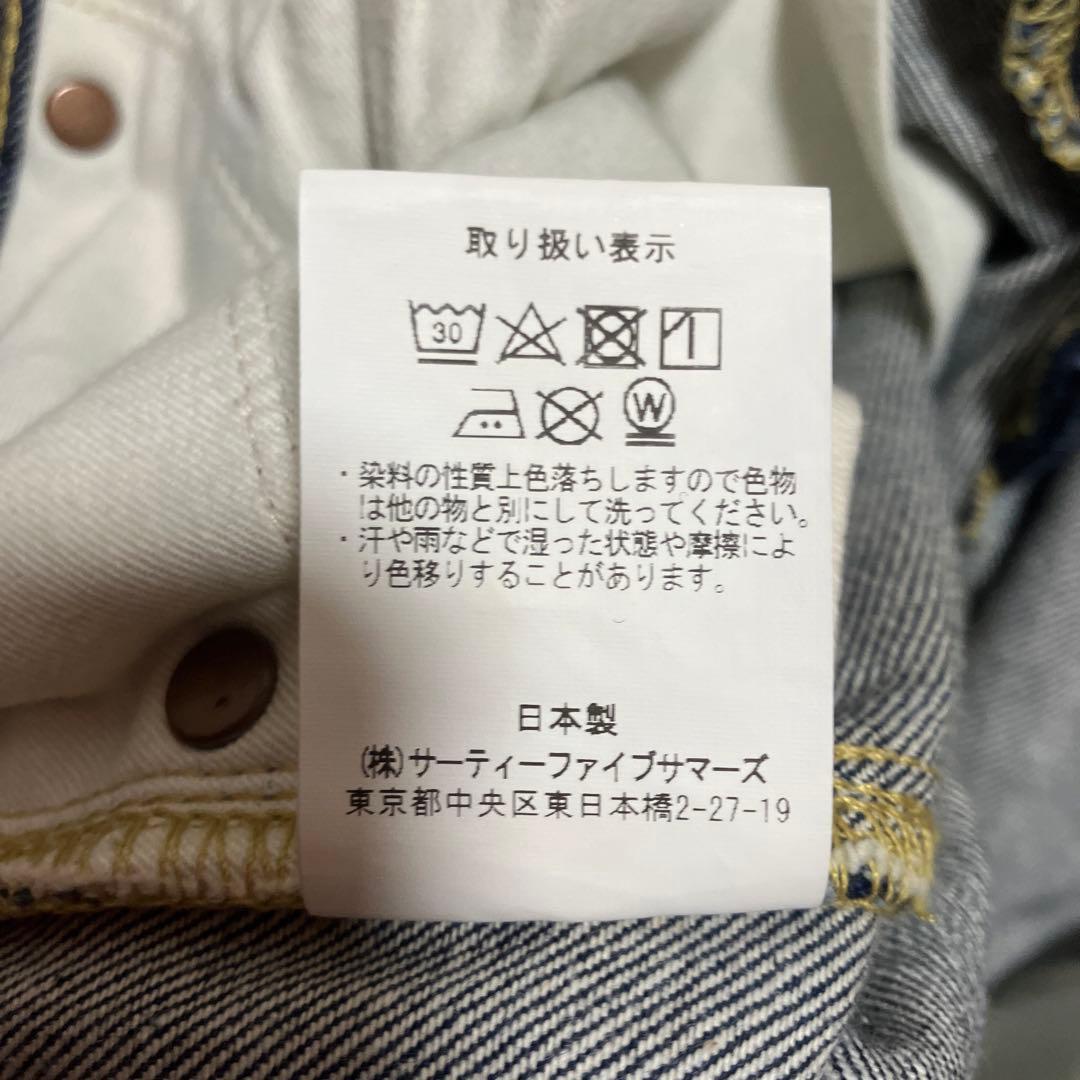 取り扱い表示
30
W
・染料の性質上色落ちしますので色物
は他の物と別にして洗ってください。
・汗や雨などで湿った状態や摩擦によ
り色移りすることがあります。
日本製
(株)サーティーファイブサマーズ
東京都中央区東日本橋2-27-19